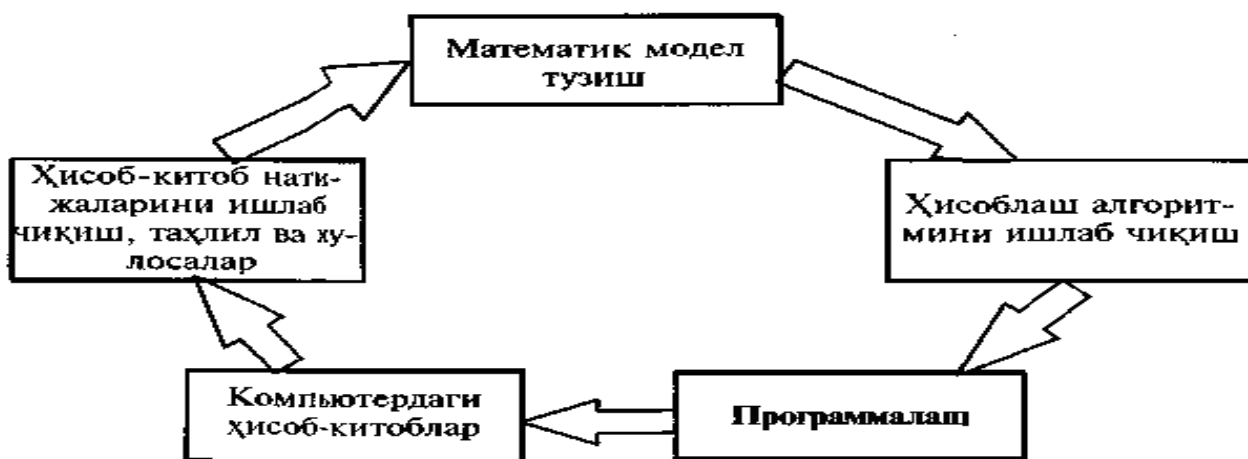 Математик модел
тузиш
Ҳисоб-китоб нати-
жаларини ишлаб
чиқиш, таҳлил ва ху-
лосалар
Ҳисоблаш алгорит-
мини ишлаб чиқиш
Компьютердаги
ҳисоб-китоблар
Программалаш